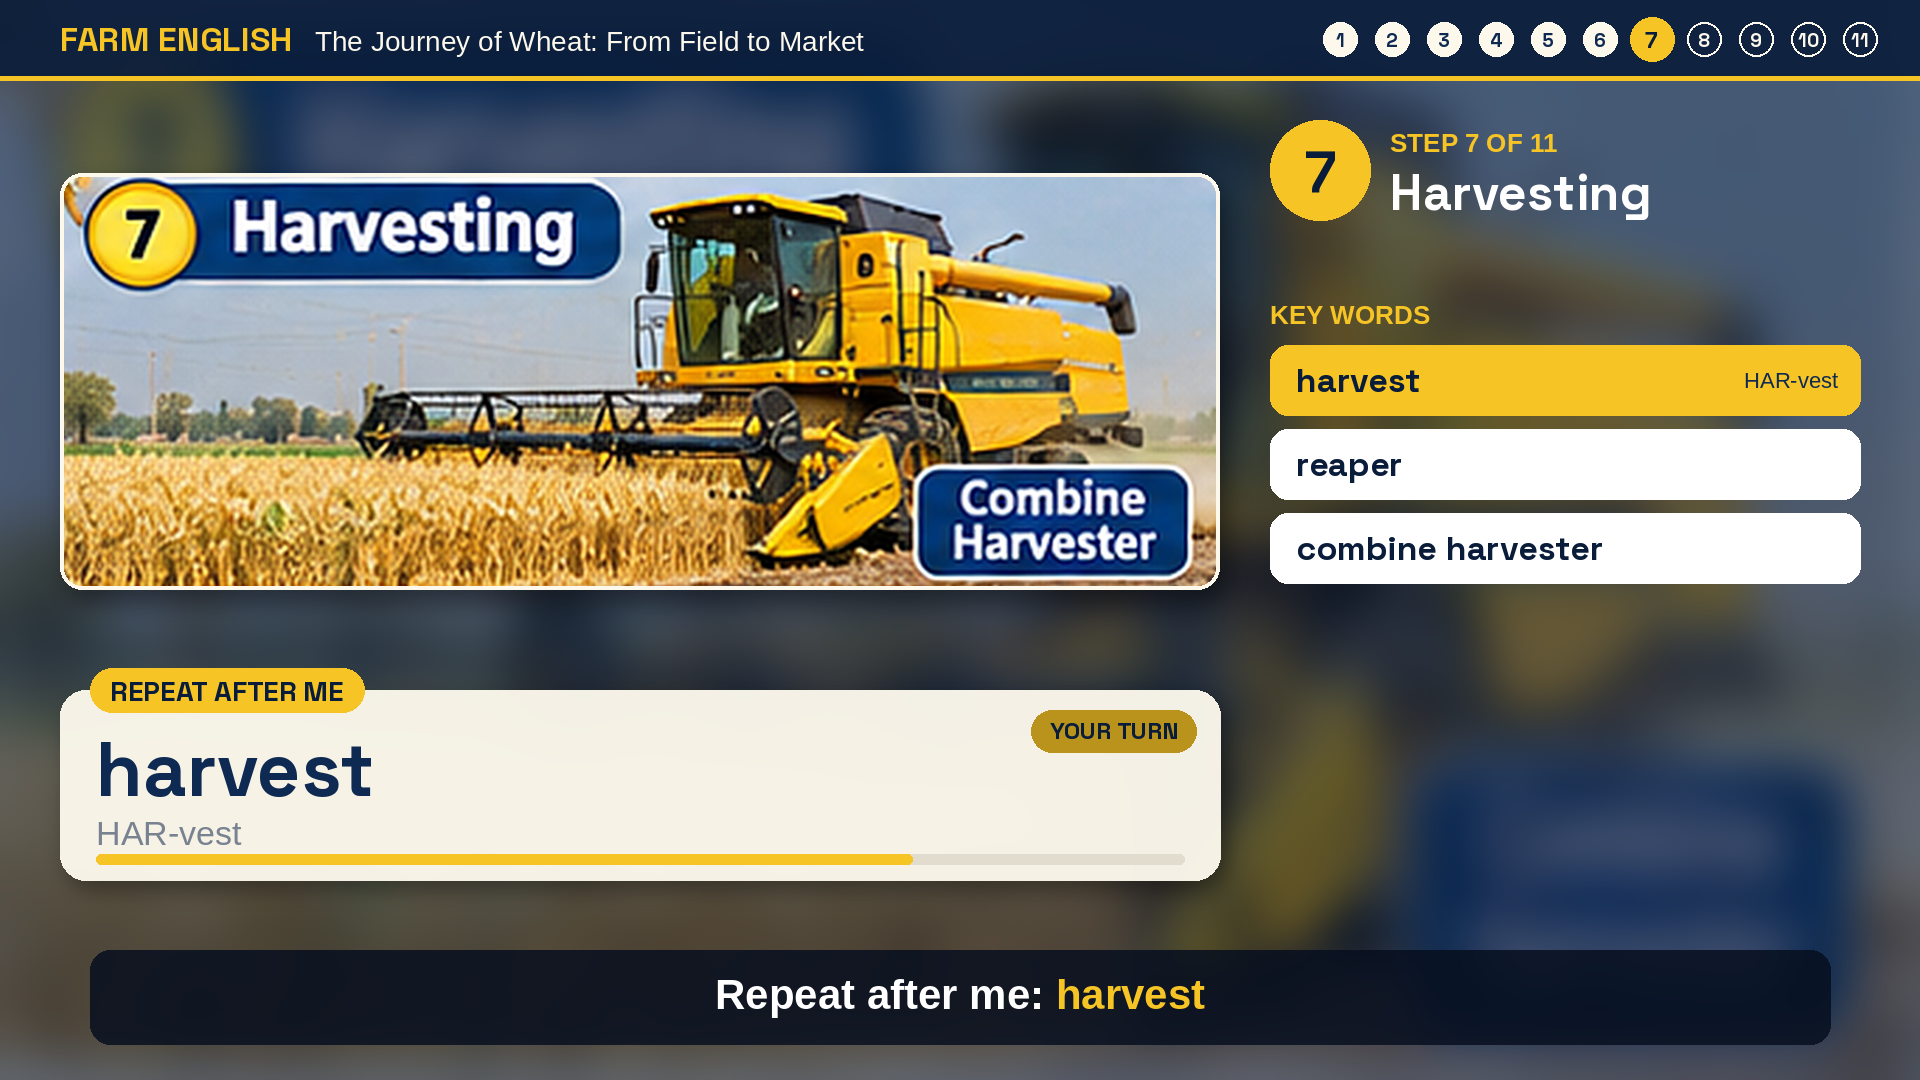 FARM ENGLISH The Journey of Wheat: From Field to Market 1 2 3 4 5 6 7 8 9 10 11
7 Harvesting
Combine
Harvester
7
STEP 7 OF 11
Harvesting
KEY WORDS
harvest HAR-vest
reaper
combine harvester
REPEAT AFTER ME
YOUR TURN
harvest
HAR-vest
Repeat after me: harvest